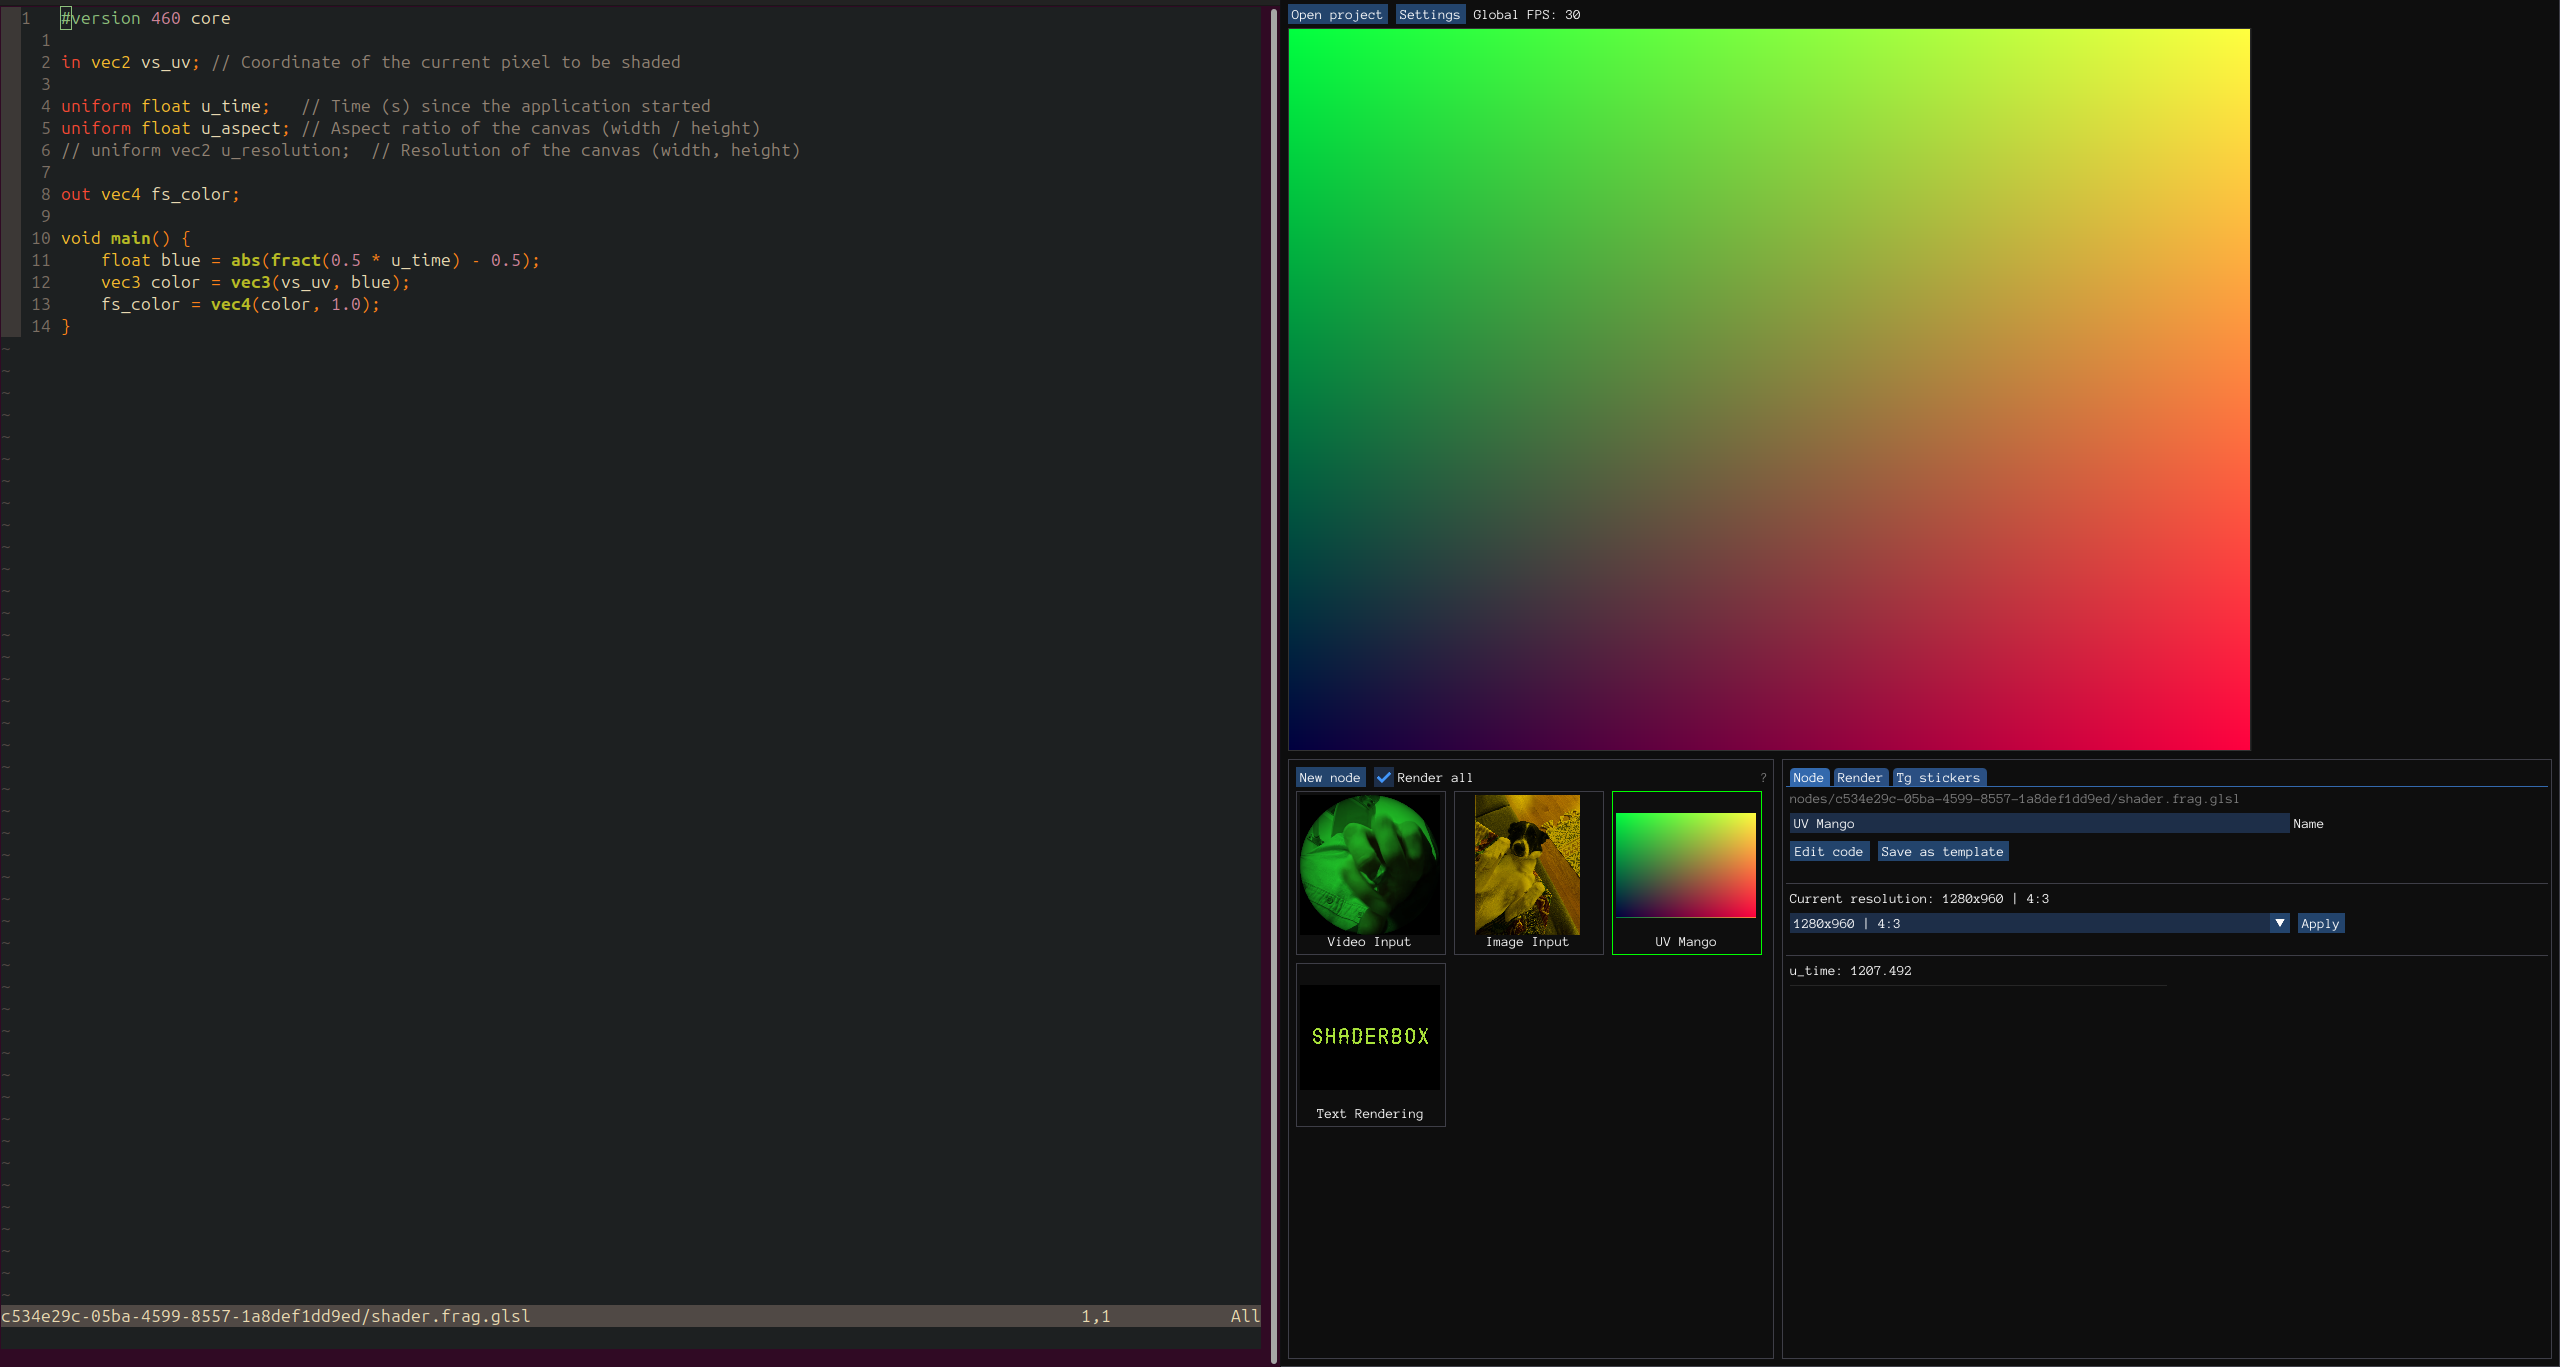 1   #version 460 core
1
2 in vec2 vs_uv; // Coordinate of the current pixel to be shaded
3
4 uniform float u_time;   // Time (s) since the application started
5 uniform float u_aspect; // Aspect ratio of the canvas (width / height)
6 // uniform vec2 u_resolution;  // Resolution of the canvas (width, height)
7
8 out vec4 fs_color;
9
10 void main() {
11     float blue = abs(fract(0.5 * u_time) - 0.5);
12     vec3 color = vec3(vs_uv, blue);
13     fs_color = vec4(color, 1.0);
14 }
c534e29c-05ba-4599-8557-1a8def1dd9ed/shader.frag.glsl 1,1 All
Open project Settings Global FPS: 30
New node Render all ?
Video Input Image Input UV Mango
SHADERBOX
Text Rendering
Node Render Tg stickers
nodes/c534e29c-05ba-4599-8557-1a8def1dd9ed/shader.frag.glsl
UV Mango Name
Edit code Save as template
Current resolution: 1280x960 | 4:3
1280x960 | 4:3 Apply
u_time: 1207.492